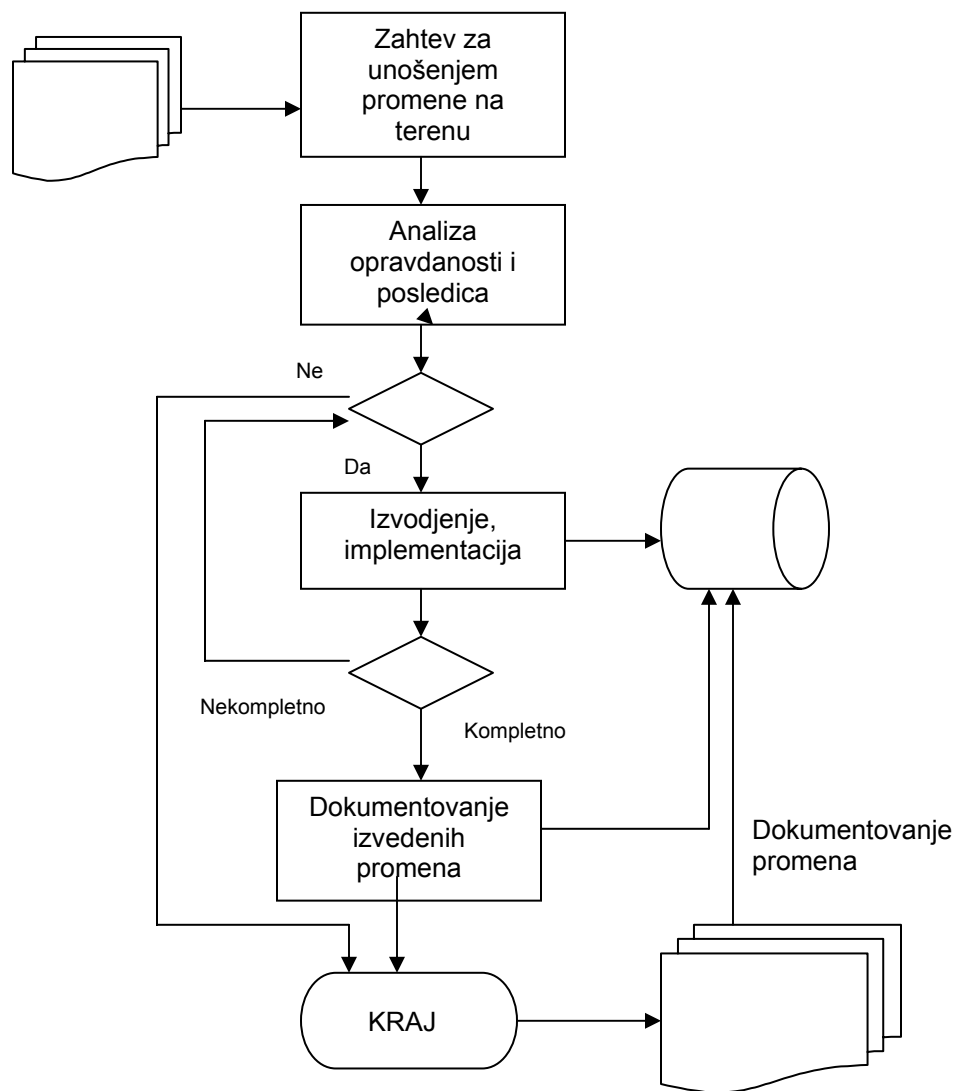 Zahtev za
unošenjem
promene na
terenu
Analiza
opravdanosti i
posledica
Ne
Da
Izvodjenje,
implementacija
Nekompletno
Kompletno
Dokumentovanje
izvedenih
promena
Dokumentovanje
promena
KRAJ